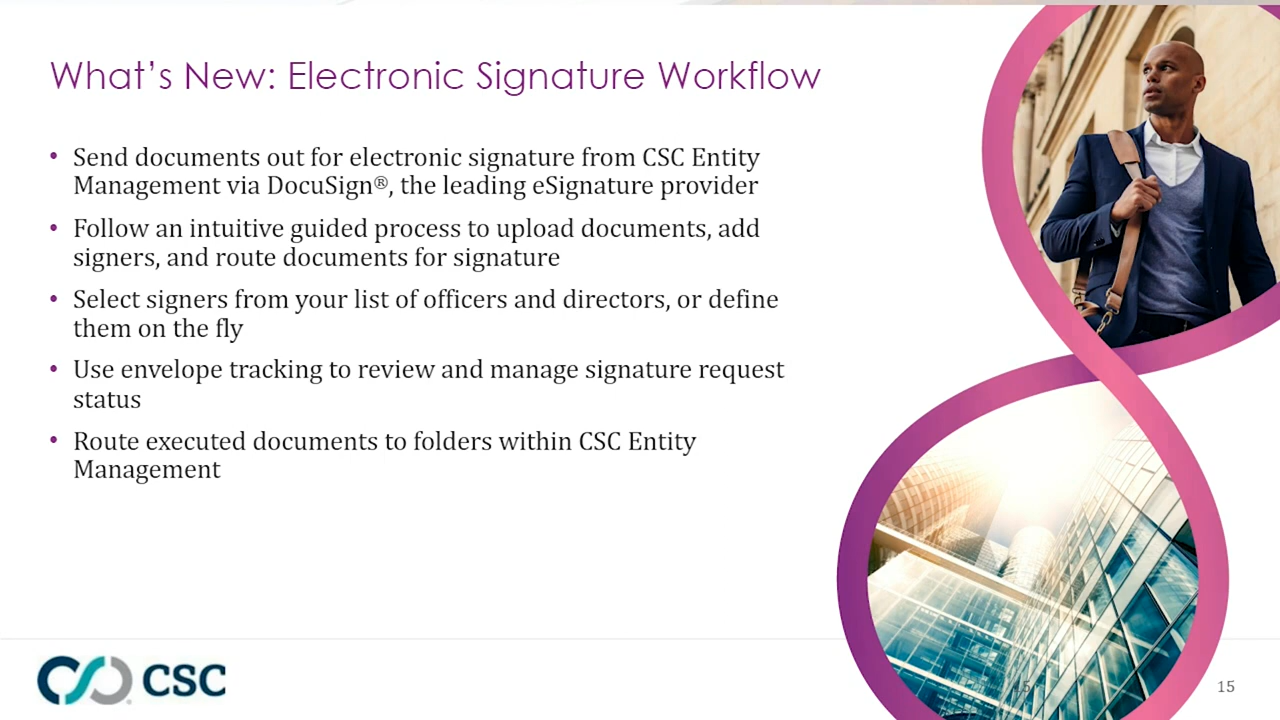 What’s New: Electronic Signature Workflow
• Send documents out for electronic signature from CSC Entity
Management via DocuSign®, the leading eSignature provider
• Follow an intuitive guided process to upload documents, add
signers, and route documents for signature
• Select signers from your list of officers and directors, or define
them on the fly
• Use envelope tracking to review and manage signature request
status
• Route executed documents to folders within CSC Entity
Management
CSC
15
15